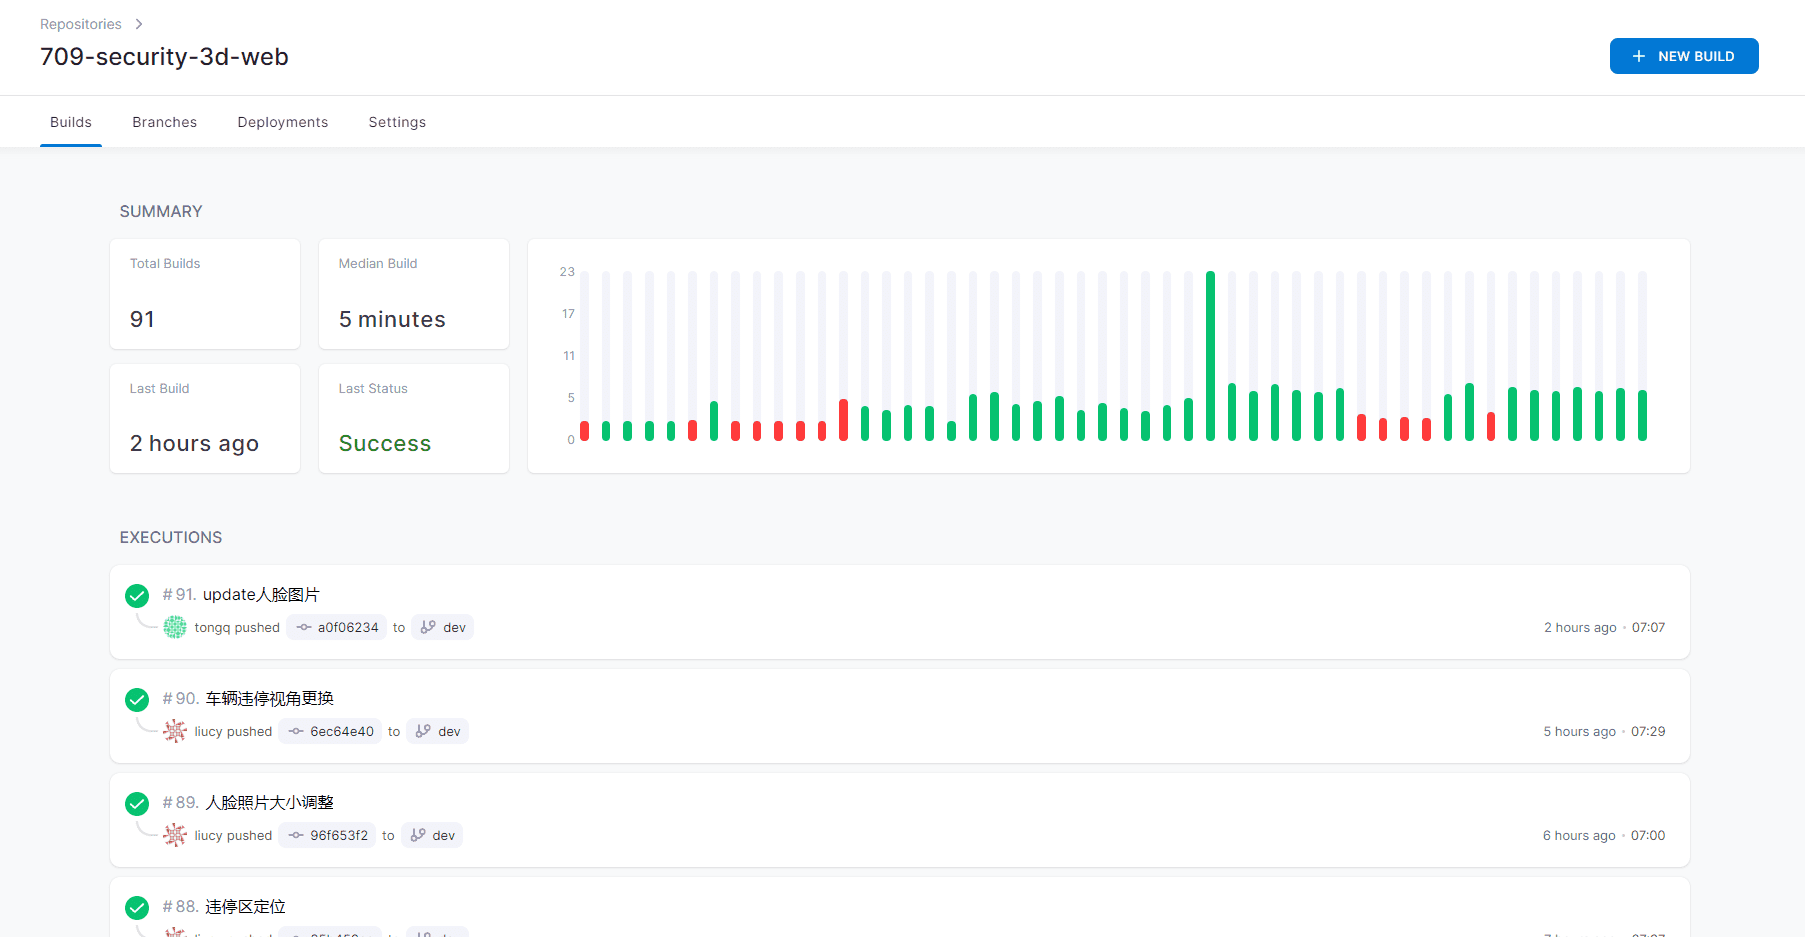 Repositories
709-security-3d-web
NEW BUILD
Builds Branches Deployments Settings
SUMMARY
Total Builds
91
Median Build
5 minutes
Last Build
2 hours ago
Last Status
Success
23
17
11
5
0
EXECUTIONS
#91. update人脸图片
tongq pushed a0f06234 to dev
2 hours ago • 07:07
#90. 车辆违停视角更换
liucy pushed 6ec64e40 to dev
5 hours ago • 07:29
#89. 人脸照片大小调整
liucy pushed 96f653f2 to dev
6 hours ago • 07:00
#88. 违停区定位